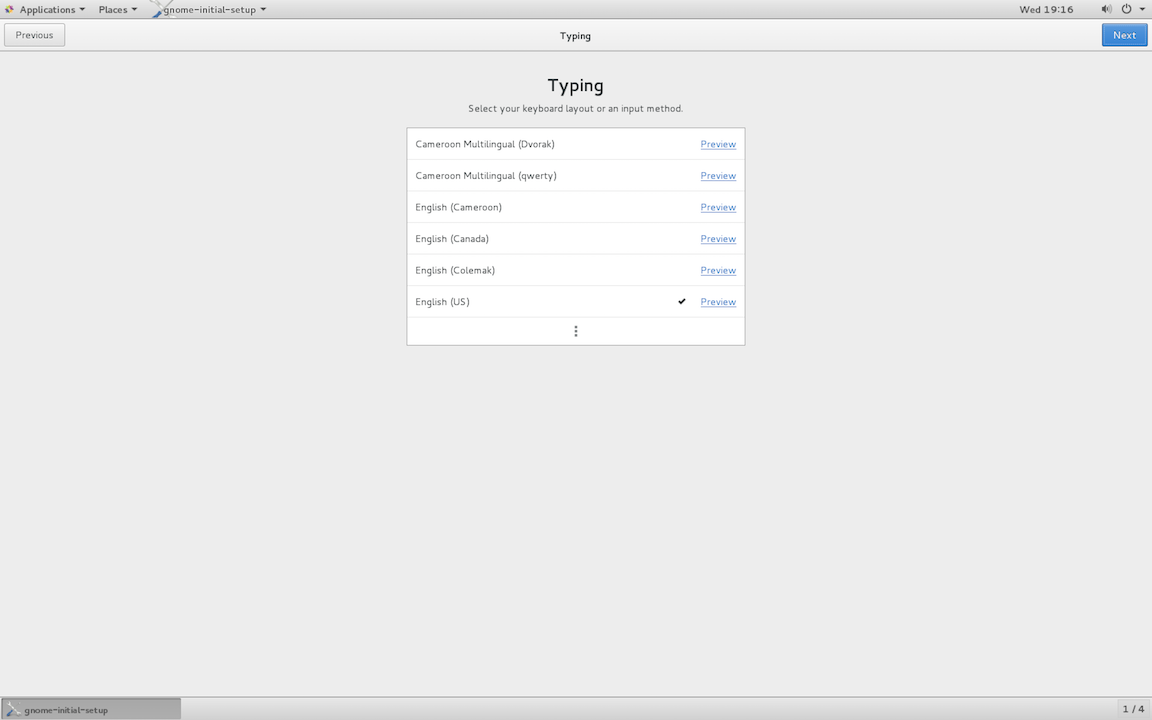 Applications Places gnome-initial-setup Wed 19:16
Previous Typing Next
Typing
Select your keyboard layout or an input method.
Cameroon Multilingual (Dvorak) Preview
Cameroon Multilingual (qwerty) Preview
English (Cameroon) Preview
English (Canada) Preview
English (Colemak) Preview
English (US) Preview
gnome-initial-setup 1 / 4